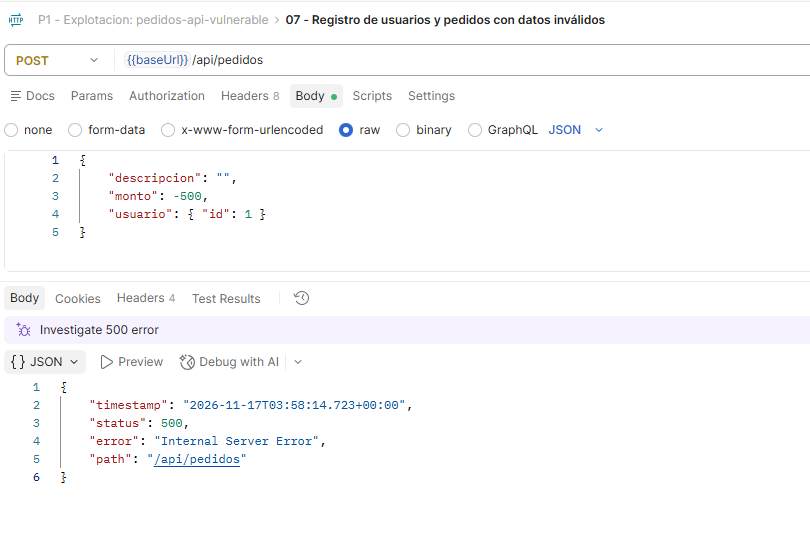 HTTP P1 - Explotacion: pedidos-api-vulnerable > 07 - Registro de usuarios y pedidos con datos inválidos
POST {{baseUrl}} /api/pedidos
Docs Params Authorization Headers 8 Body Scripts Settings
none form-data x-www-form-urlencoded raw binary GraphQL JSON
1 {
2 "descripcion": "",
3 "monto": -500,
4 "usuario": { "id": 1 }
5 }
Body Cookies Headers 4 Test Results
Investigate 500 error
{} JSON Preview Debug with AI
1 {
2 "timestamp": "2026-11-17T03:58:14.723+00:00",
3 "status": 500,
4 "error": "Internal Server Error",
5 "path": "/api/pedidos"
6 }